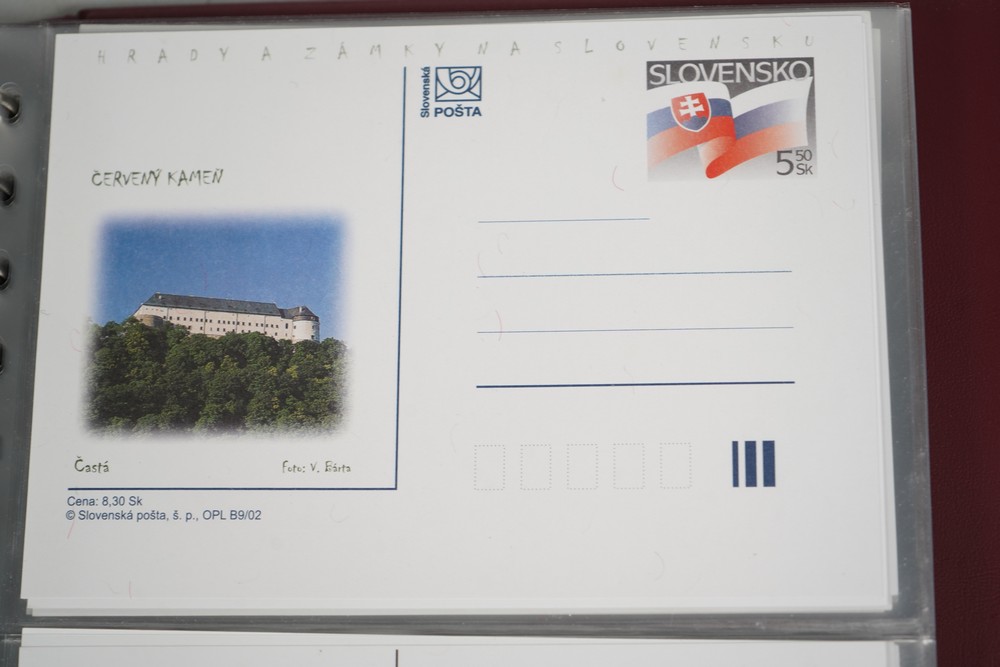 HRADY A ZÁMKY NA SLOVENSKU
Slovenská
POŠTA
SLOVENSKO
5 50
Sk
ČERVENÝ KAMEŇ
Častá
Foto: V. Bárta
Cena: 8,30 Sk
© Slovenská pošta, š. p., OPL B9/02